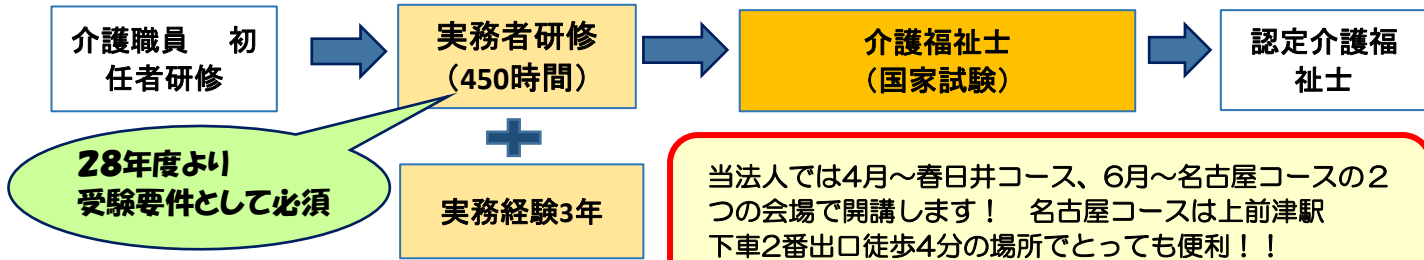 介護職員　初
任者研修
実務者研修
（450時間）
介護福祉士
（国家試験）
認定介護福
祉士
28年度より
受験要件として必須
実務経験3年
当法人では4月～春日井コース、6月～名古屋コースの２
つの会場で開講します！　名古屋コースは上前津駅
下車2番出口徒歩4分の場所でとっても便利！！